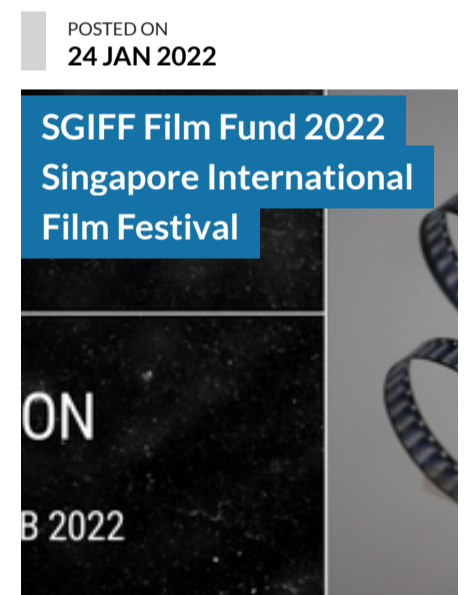 POSTED ON
24 JAN 2022
SGIFF Film Fund 2022
Singapore International
Film Festival
ON
B 2022